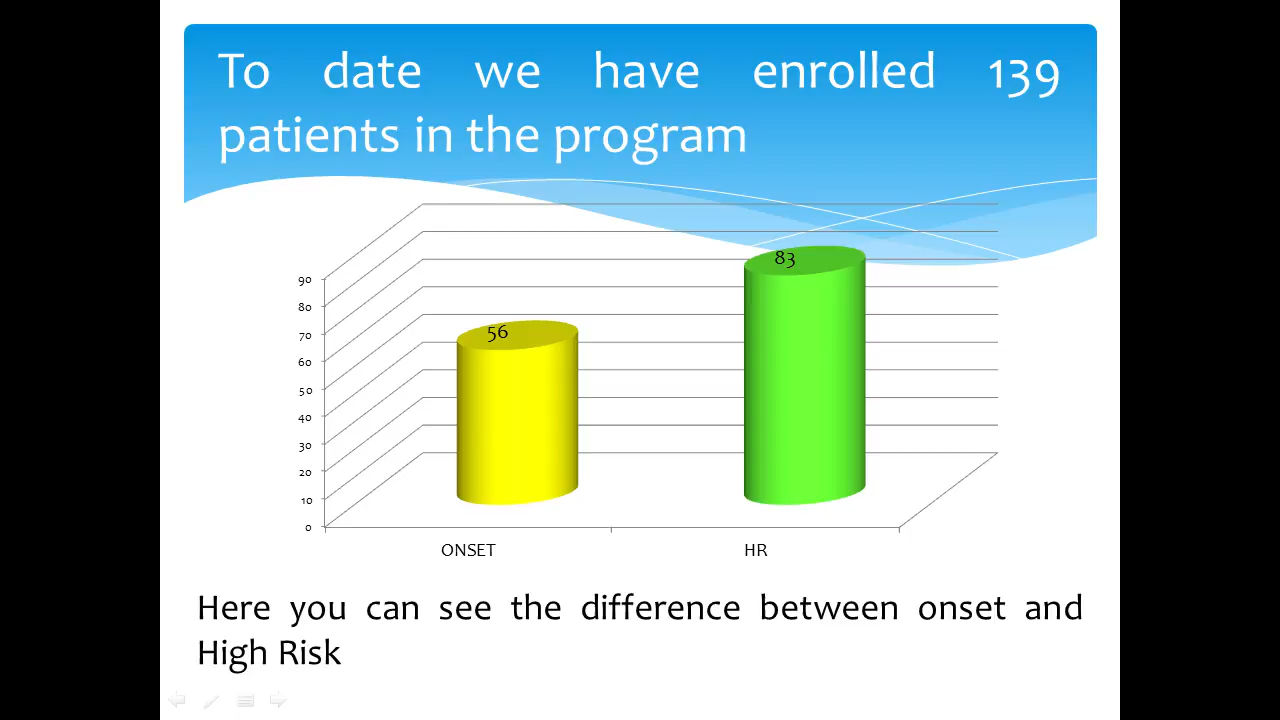 To date we have enrolled 139
patients in the program
90
80
70
60
50
40
30
20
10
0
56
83
ONSET
HR
Here you can see the difference between onset and
High Risk